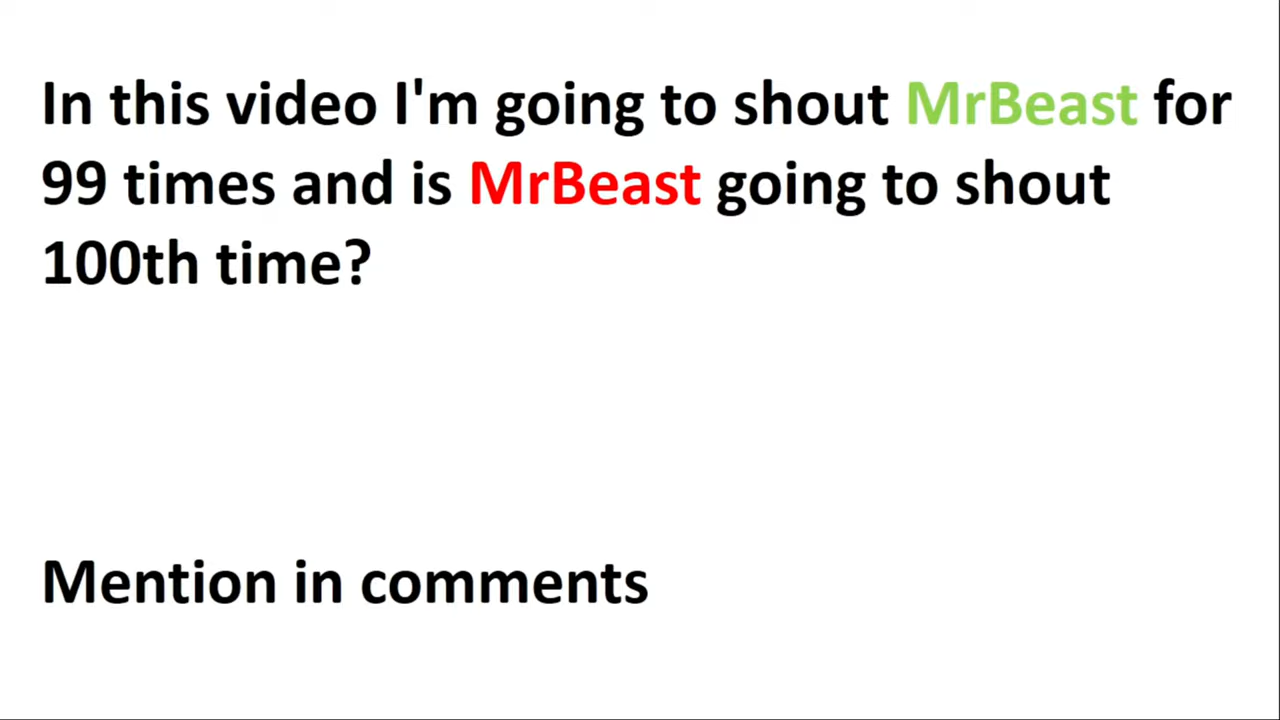 In this video I'm going to shout MrBeast for
99 times and is MrBeast going to shout
100th time?
Mention in comments